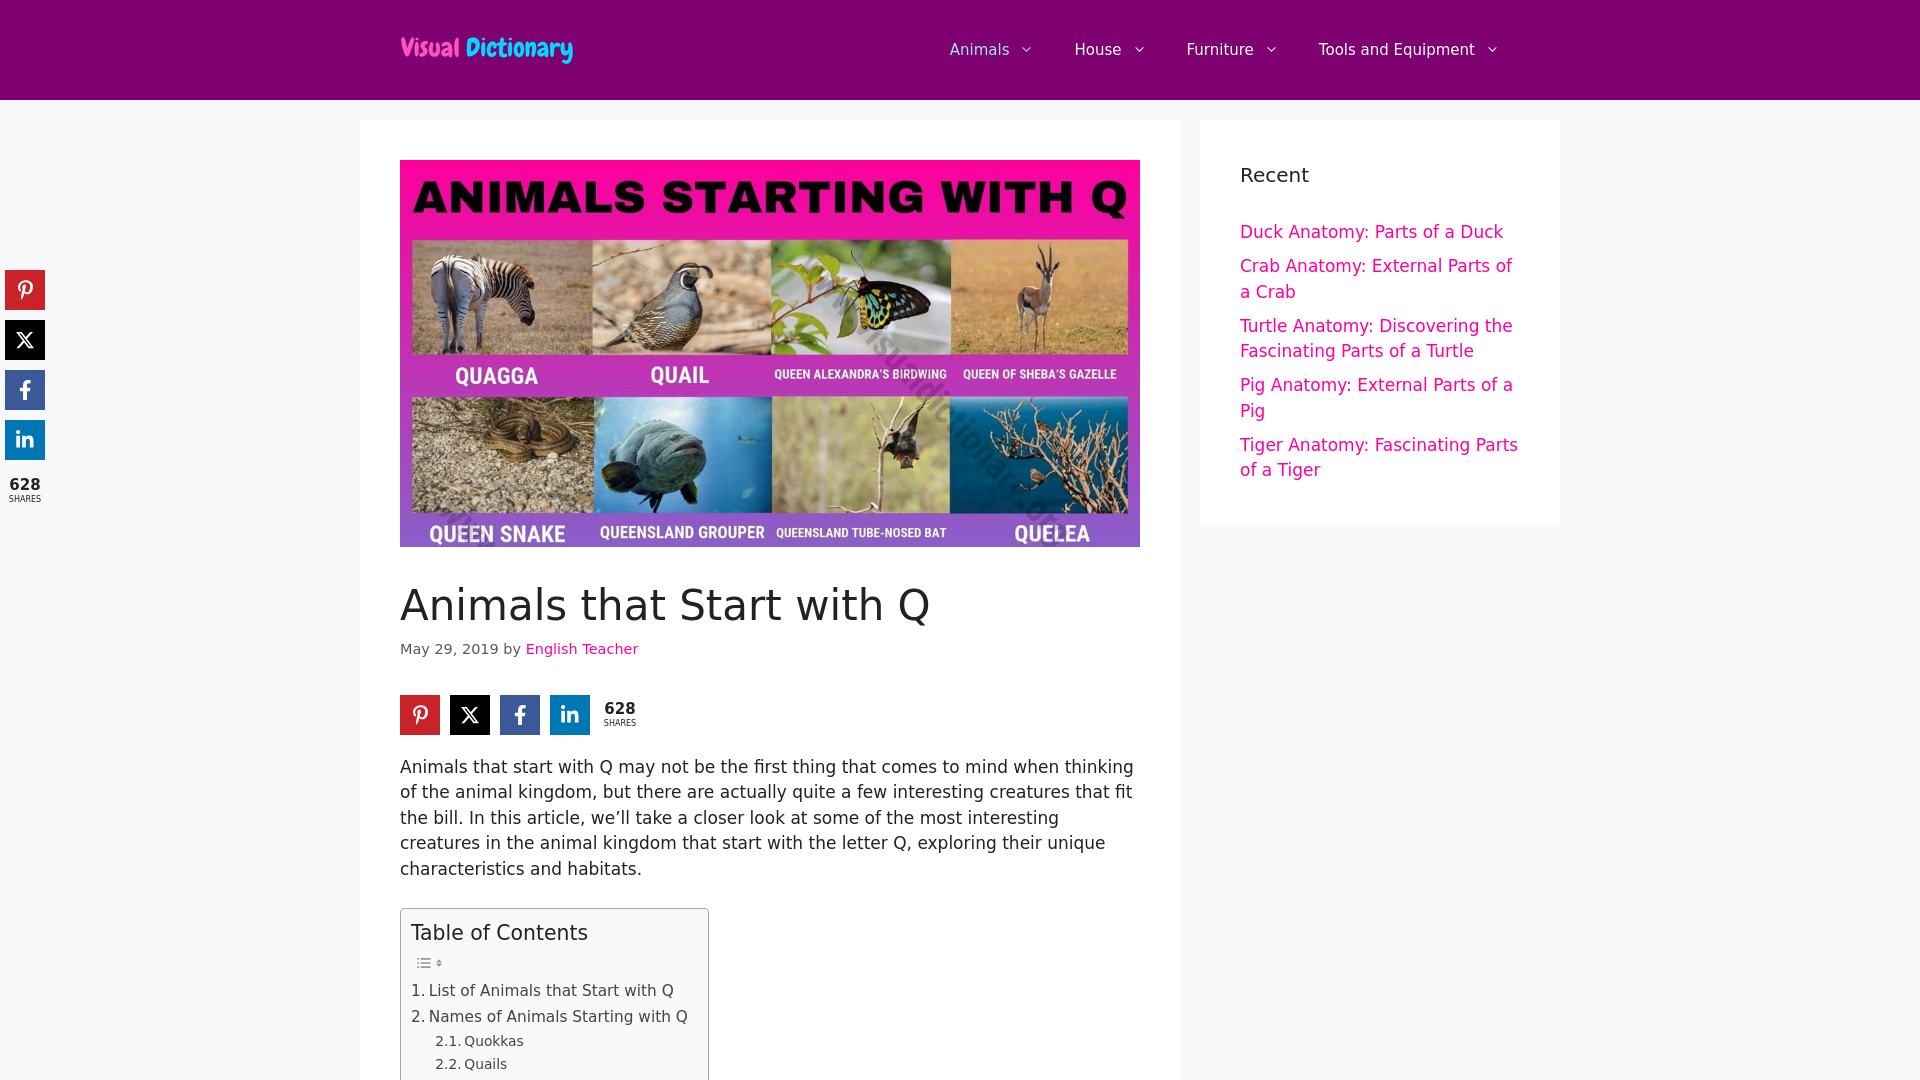 Visual Dictionary
Animals
House
Furniture
Tools and Equipment
ANIMALS STARTING WITH Q
QUAGGA
QUAIL
QUEEN ALEXANDRA'S BIRDWING
QUEEN OF SHEBA'S GAZELLE
QUEEN SNAKE
QUEENSLAND GROUPER
QUEENSLAND TUBE-NOSED BAT
QUELEA
628
SHARES
Animals that Start with Q
May 29, 2019 by English Teacher
628
SHARES
Animals that start with Q may not be the first thing that comes to mind when thinking
of the animal kingdom, but there are actually quite a few interesting creatures that fit
the bill. In this article, we’ll take a closer look at some of the most interesting
creatures in the animal kingdom that start with the letter Q, exploring their unique
characteristics and habitats.
Table of Contents
1. List of Animals that Start with Q
2. Names of Animals Starting with Q
2.1. Quokkas
2.2. Quails
Recent
Duck Anatomy: Parts of a Duck
Crab Anatomy: External Parts of
a Crab
Turtle Anatomy: Discovering the
Fascinating Parts of a Turtle
Pig Anatomy: External Parts of a
Pig
Tiger Anatomy: Fascinating Parts
of a Tiger